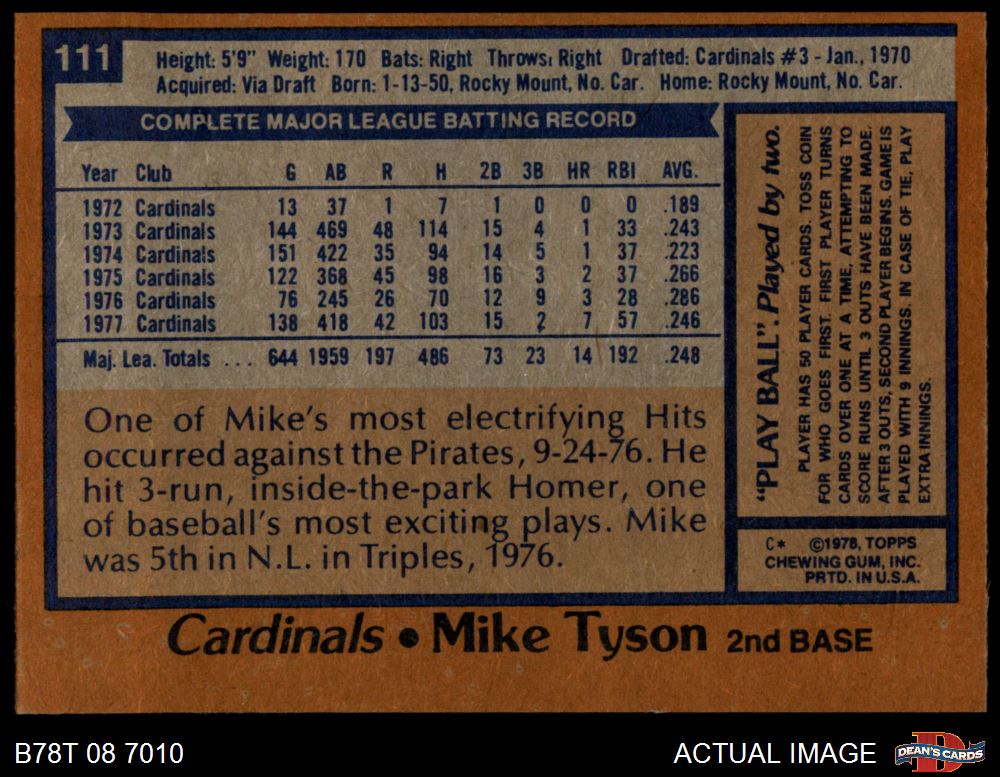 111
Height: 5'9" Weight: 170 Bats: Right Throws: Right Drafted: Cardinals #3 - Jan., 1970
Acquired: Via Draft Born: 1-13-50, Rocky Mount, No. Car. Home: Rocky Mount, No. Car.
COMPLETE MAJOR LEAGUE BATTING RECORD
Year Club G AB R H 2B 3B HR RBI AVG.
1972 Cardinals 13 37 1 7 1 0 0 0 .189
1973 Cardinals 144 469 48 114 15 4 1 33 .243
1974 Cardinals 151 422 35 94 14 5 1 37 .223
1975 Cardinals 122 368 45 98 16 3 2 37 .266
1976 Cardinals 76 245 26 70 12 9 3 28 .286
1977 Cardinals 138 418 42 103 15 2 7 57 .246
Maj. Lea. Totals ... 644 1959 197 486 73 23 14 192 .248
One of Mike's most electrifying Hits
occurred against the Pirates, 9-24-76. He
hit 3-run, inside-the-park Homer, one
of baseball's most exciting plays. Mike
was 5th in N.L. in Triples, 1976.
"PLAY BALL". Played by two.
PLAYER HAS 50 PLAYER CARDS. TOSS COIN
FOR WHO GOES FIRST. FIRST PLAYER TURNS
CARDS OVER ONE AT A TIME, ATTEMPTING TO
SCORE RUNS UNTIL 3 OUTS HAVE BEEN MADE.
AFTER 3 OUTS, SECOND PLAYER BEGINS. GAME IS
PLAYED WITH 9 INNINGS. IN CASE OF TIE, PLAY
EXTRA INNINGS.
C* ©1978, TOPPS
CHEWING GUM, INC.
PRTD. IN U.S.A.
Cardinals • Mike Tyson 2nd BASE
B78T 08 7010
ACTUAL IMAGE
D
DEAN'S CARDS